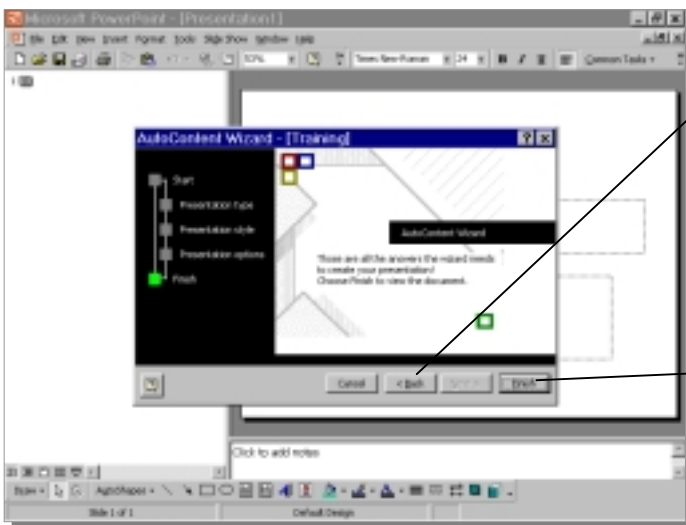 Microsoft PowerPoint - [Presentation1]
File Edit View Insert Format Tools Slide Show Window Help
Times New Roman 24 B Common Tasks
1
AutoContent Wizard - [Training]
Start
Presentation type
Presentation style
Presentation options
Finish
AutoContent Wizard
Those are all the answers the wizard needs
to create your presentation!
Choose Finish to view the document.
Cancel < Back Finish
Click to add notes
Draw AutoShapes
Slide 1 of 1 Default Design